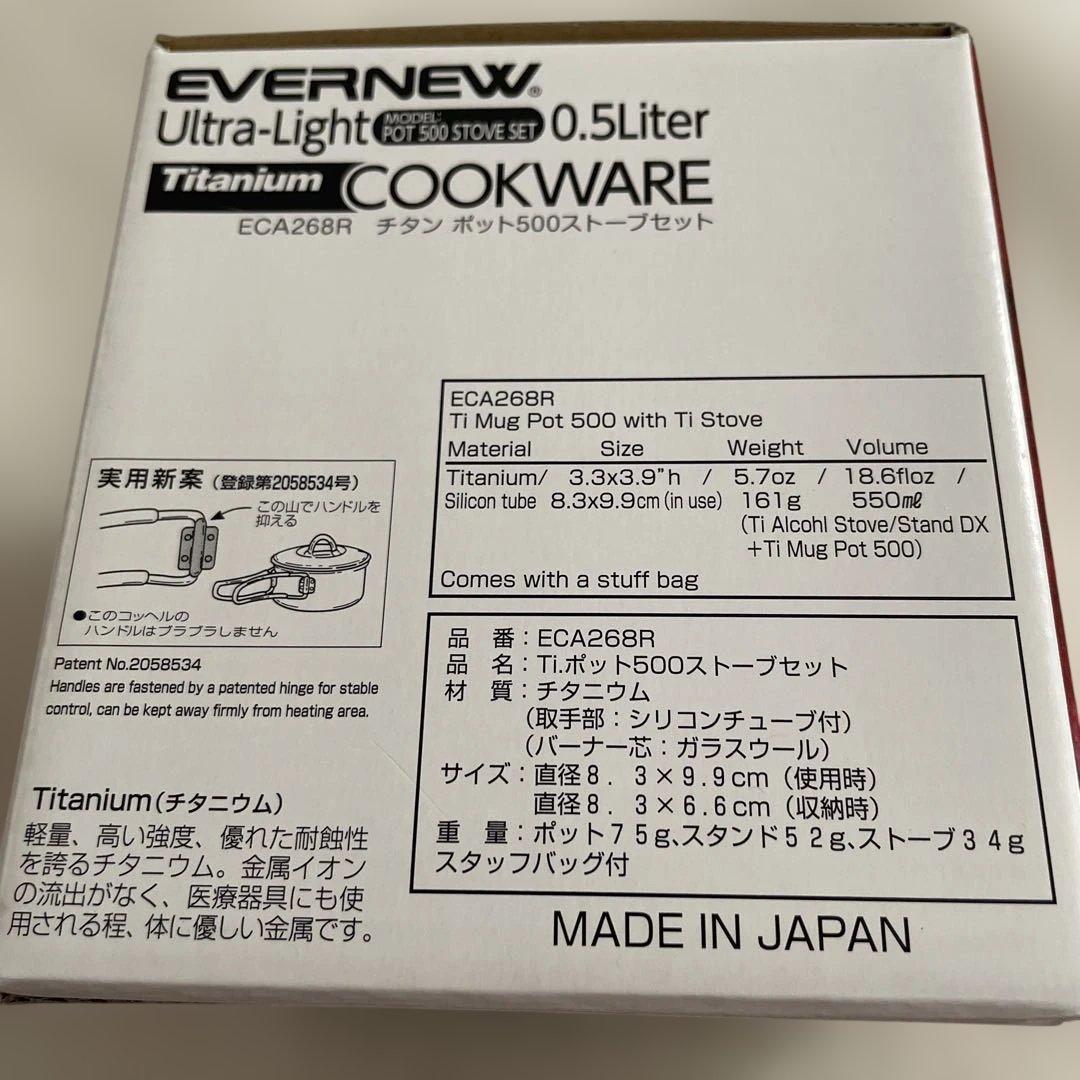 EVERNEW®
Ultra-Light MODEL: POT 500 STOVE SET 0.5Liter
Titanium COOKWARE
ECA268R チタン ポット500ストーブセット
ECA268R
Ti Mug Pot 500 with Ti Stove
Material Size Weight Volume
Titanium/ 3.3x3.9”h / 5.7oz / 18.6floz /
Silicon tube 8.3x9.9cm (in use) 161g 550㎖
(Ti Alcohl Stove/Stand DX
+Ti Mug Pot 500)
Comes with a stuff bag
実用新案 (登録第2058534号)
この山でハンドルを
抑える
●このコッヘルの
ハンドルはブラブラしません
Patent No.2058534
Handles are fastened by a patented hinge for stable
control, can be kept away firmly from heating area.
品 番：ECA268R
品 名：Ti.ポット500ストーブセット
材 質：チタニウム
（取手部：シリコンチューブ付）
（バーナー芯：ガラスウール）
サイズ：直径８．３×９.９cm（使用時）
直径８．３×６.６cm（収納時）
重 量：ポット７５g、スタンド５２g、ストーブ３４g
スタッフバッグ付
Titanium（チタニウム）
軽量、高い強度、優れた耐蝕性
を誇るチタニウム。金属イオン
の流出がなく、医療器具にも使
用される程、体に優しい金属です。
MADE IN JAPAN